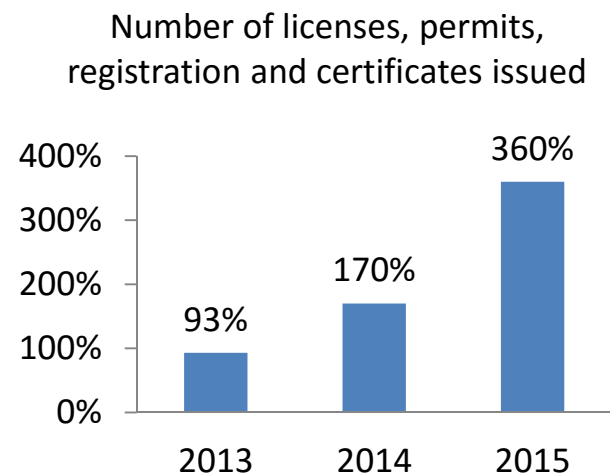 Number of licenses, permits,
registration and certificates issued
400%
300%
200%
100%
0%
93%
170%
360%
2013 2014 2015